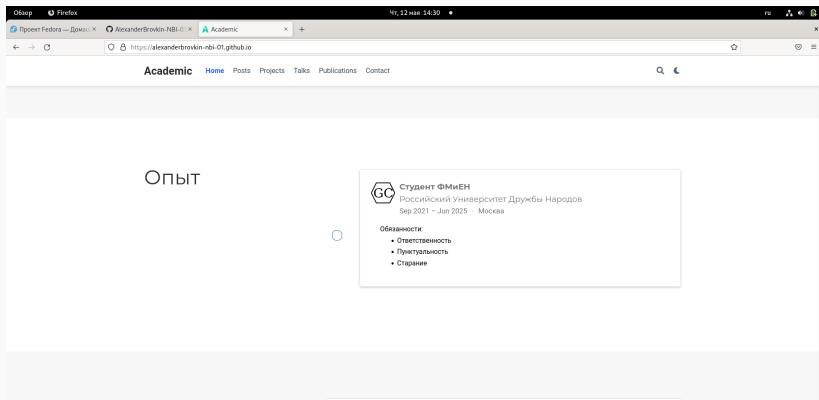 Обзор Firefox Чт, 12 мая 14:30 ru
Проект Fedora — Домаш AlexanderBrovkin-NBI-01 Academic
https://alexanderbrovkin-nbi-01.github.io
Academic Home Posts Projects Talks Publications Contact
Опыт
GC
Студент ФМиЕН
Российский Университет Дружбы Народов
Sep 2021 – Jun 2025 · Москва
Обязанности:
• Ответственность
• Пунктуальность
• Старание